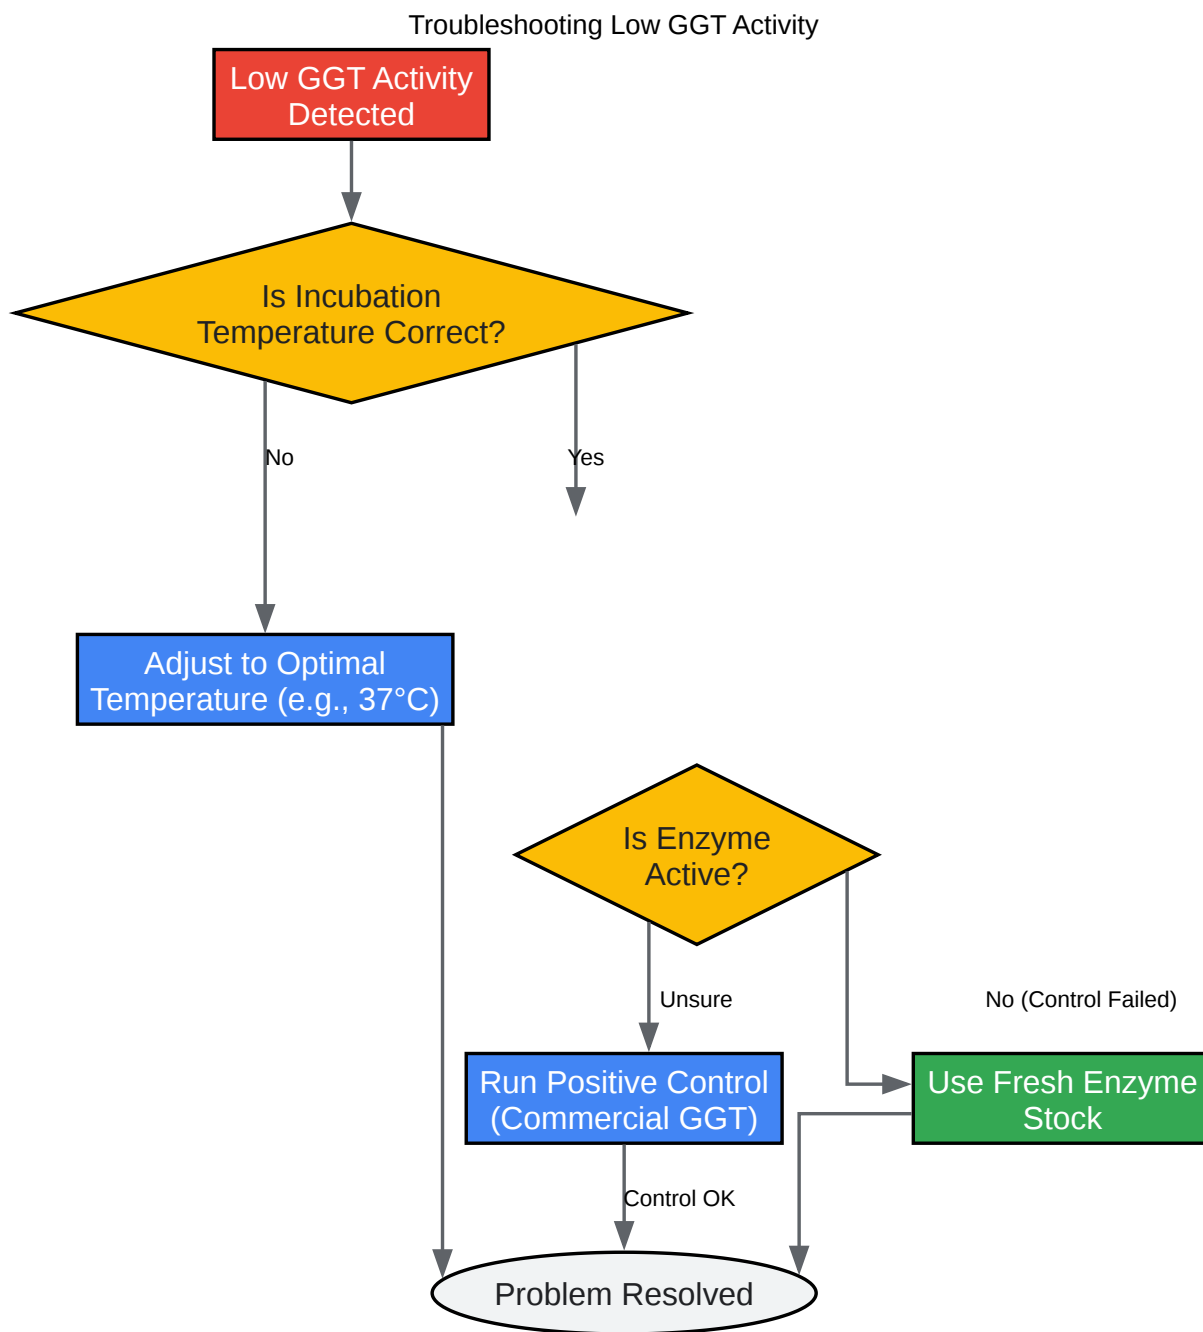 Troubleshooting Low GGT Activity
Low GGT Activity
Detected
Is Incubation
Temperature Correct?
No
Yes
Adjust to Optimal
Temperature (e.g., 37°C)
Is Enzyme
Active?
Unsure
No (Control Failed)
Run Positive Control
(Commercial GGT)
Use Fresh Enzyme
Stock
Control OK
Problem Resolved